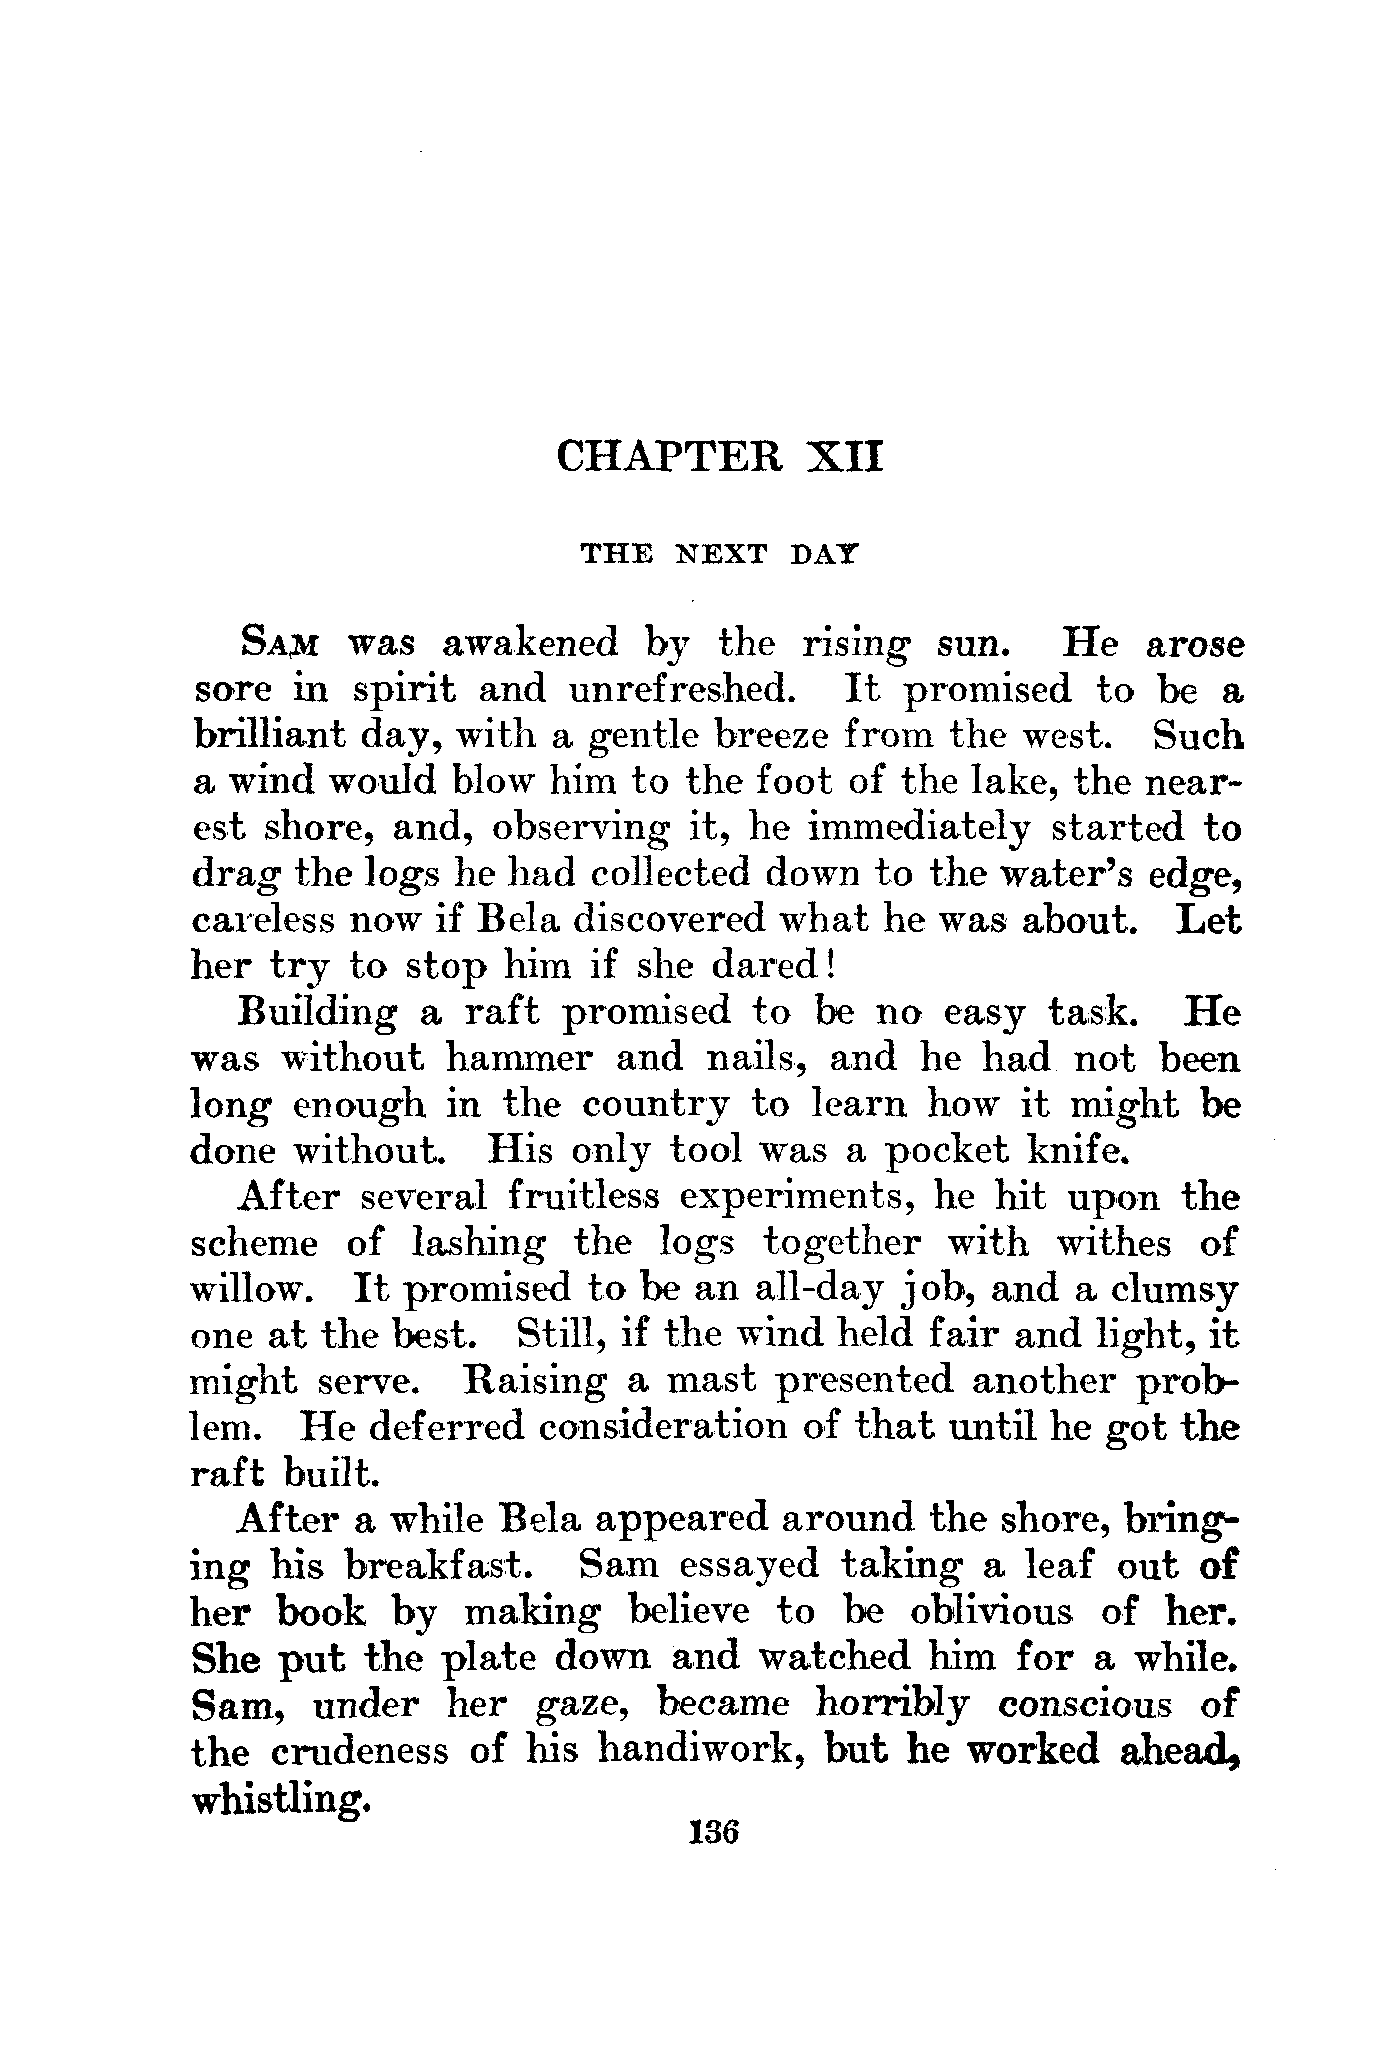 CHAPTER XII
THE NEXT DAY
SAM was awakened by the rising sun. He arose
sore in spirit and unrefreshed. It promised to be a
brilliant day, with a gentle breeze from the west. Such
a wind would blow him to the foot of the lake, the near-
est shore, and, observing it, he immediately started to
drag the logs he had collected down to the water's edge,
careless now if Bela discovered what he was about. Let
her try to stop him if she dared!
Building a raft promised to be no easy task. He
was without hammer and nails, and he had not been
long enough in the country to learn how it might be
done without. His only tool was a pocket knife.
After several fruitless experiments, he hit upon the
scheme of lashing the logs together with withes of
willow. It promised to be an all-day job, and a clumsy
one at the best. Still, if the wind held fair and light, it
might serve. Raising a mast presented another prob-
lem. He deferred consideration of that until he got the
raft built.
After a while Bela appeared around the shore, bring-
ing his breakfast. Sam essayed taking a leaf out of
her book by making believe to be oblivious of her.
She put the plate down and watched him for a while.
Sam, under her gaze, became horribly conscious of
the crudeness of his handiwork, but he worked ahead,
whistling.
136